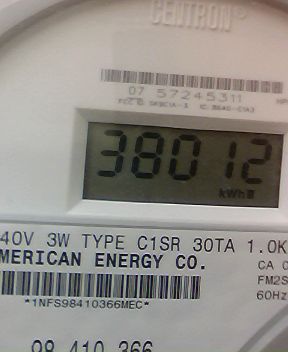 CENTRON®
07 57245311
38012
kWh
40V 3W TYPE C1SR 30TA 1.0K
MERICAN ENERGY CO.
CA 0
FM2S
*1NFS98410366MEC*
60Hz
98 410 366